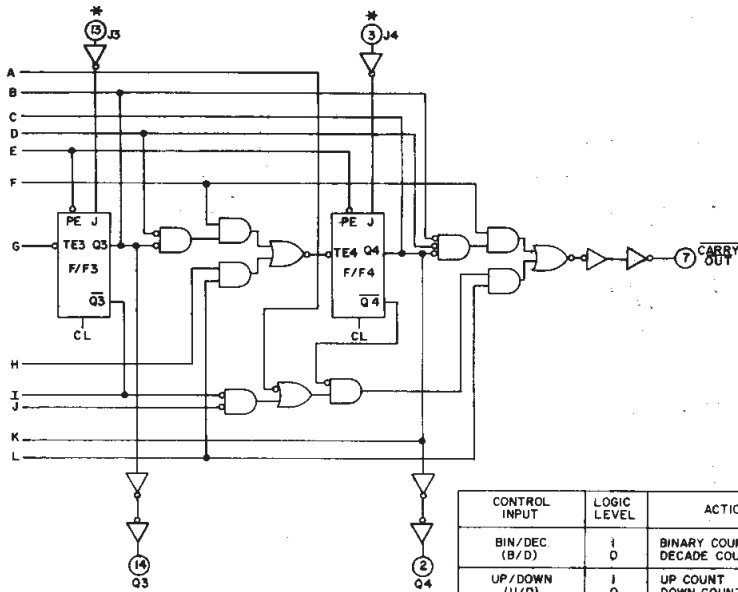 *
13 J3
*
3 J4
A
B
C
D
E
F
PE J
PE J
G
TE3 Q3
F/F3
Q3
CL
TE4 Q4
F/F4
Q4
CL
7 CARRY OUT
H
I
J
K
L
14
Q3
2
Q4
CONTROL INPUT
LOGIC LEVEL
BIN/DEC.
(B/D)
1
0
BINARY
DECADE
UP/DOWN
(U/D)
1
0
UP COUNT
DOWN